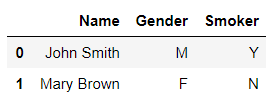 Name Gender Smoker
0 John Smith M Y
1 Mary Brown F N